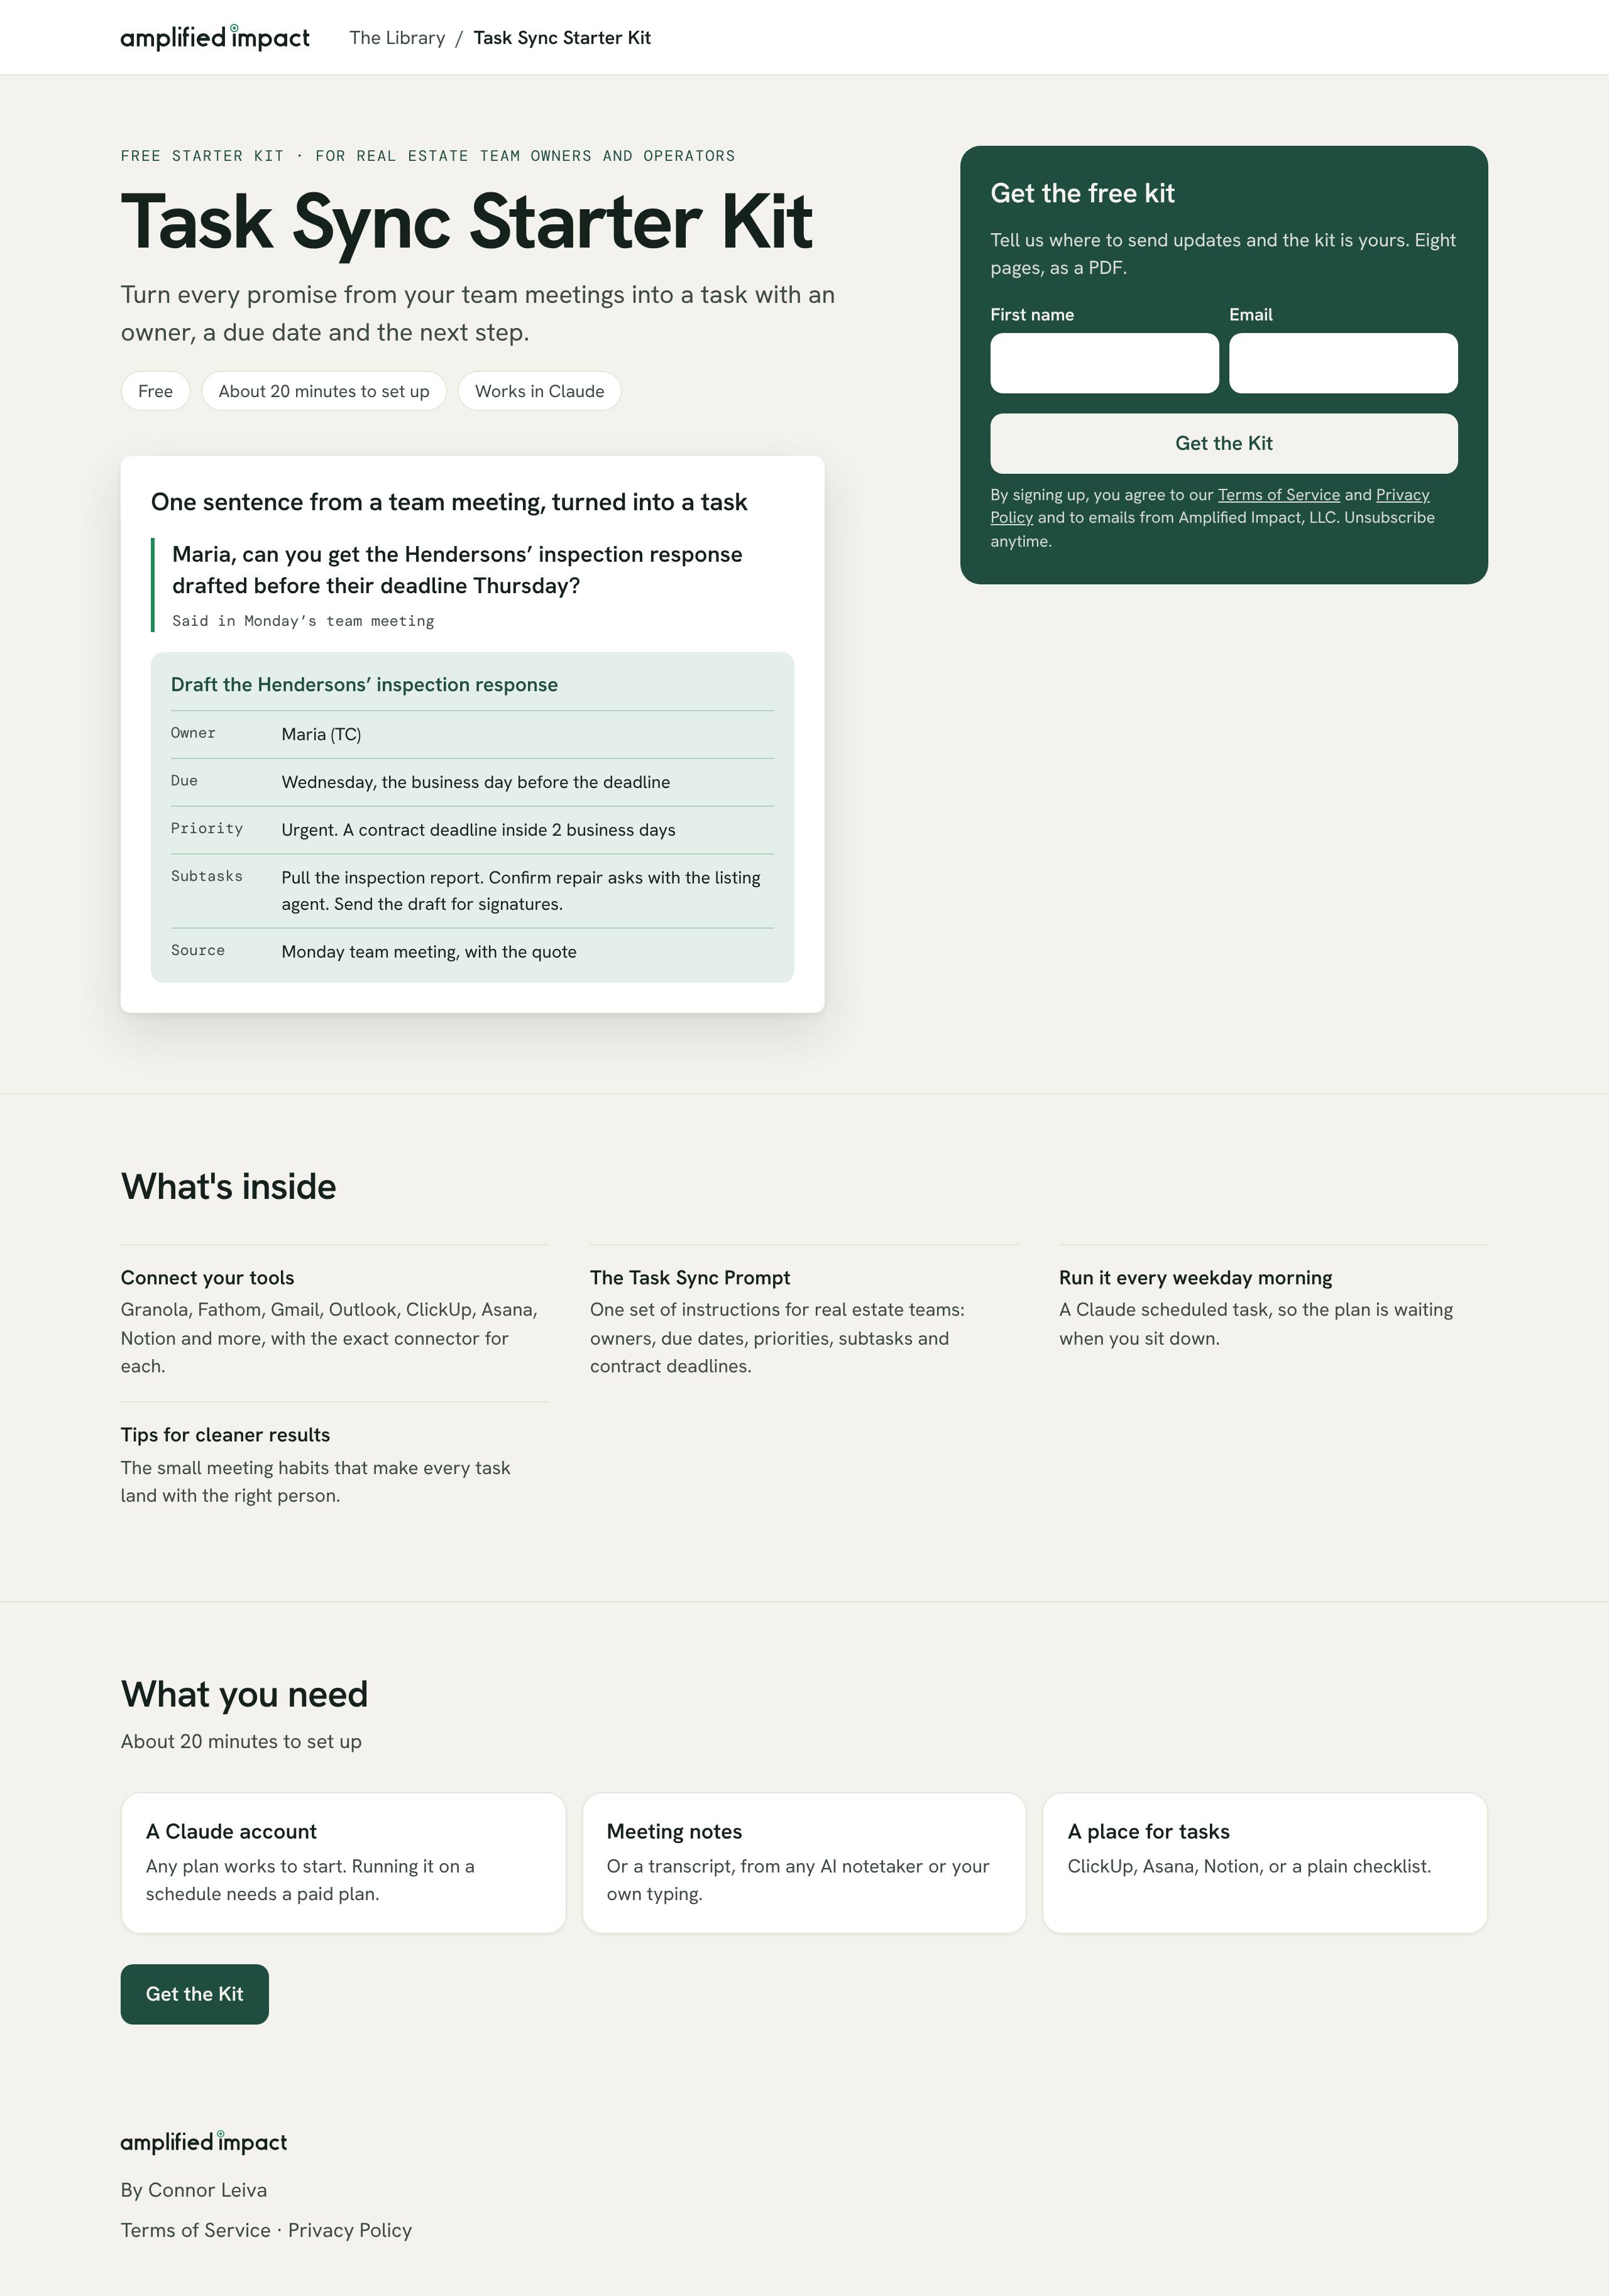 amplified impact
The Library / Task Sync Starter Kit
FREE STARTER KIT · FOR REAL ESTATE TEAM OWNERS AND OPERATORS
Task Sync Starter Kit
Turn every promise from your team meetings into a task with an
owner, a due date and the next step.
Free
About 20 minutes to set up
Works in Claude
One sentence from a team meeting, turned into a task
Maria, can you get the Hendersons’ inspection response
drafted before their deadline Thursday?
Said in Monday’s team meeting
Draft the Hendersons’ inspection response
Owner Maria (TC)
Due Wednesday, the business day before the deadline
Priority Urgent. A contract deadline inside 2 business days
Subtasks Pull the inspection report. Confirm repair asks with the listing
agent. Send the draft for signatures.
Source Monday team meeting, with the quote
Get the free kit
Tell us where to send updates and the kit is yours. Eight
pages, as a PDF.
First name
Email
Get the Kit
By signing up, you agree to our Terms of Service and Privacy
Policy and to emails from Amplified Impact, LLC. Unsubscribe
anytime.
What's inside
Connect your tools
Granola, Fathom, Gmail, Outlook, ClickUp, Asana,
Notion and more, with the exact connector for
each.
The Task Sync Prompt
One set of instructions for real estate teams:
owners, due dates, priorities, subtasks and
contract deadlines.
Run it every weekday morning
A Claude scheduled task, so the plan is waiting
when you sit down.
Tips for cleaner results
The small meeting habits that make every task
land with the right person.
What you need
About 20 minutes to set up
A Claude account
Any plan works to start. Running it on a
schedule needs a paid plan.
Meeting notes
Or a transcript, from any AI notetaker or your
own typing.
A place for tasks
ClickUp, Asana, Notion, or a plain checklist.
Get the Kit
amplified impact
By Connor Leiva
Terms of Service · Privacy Policy